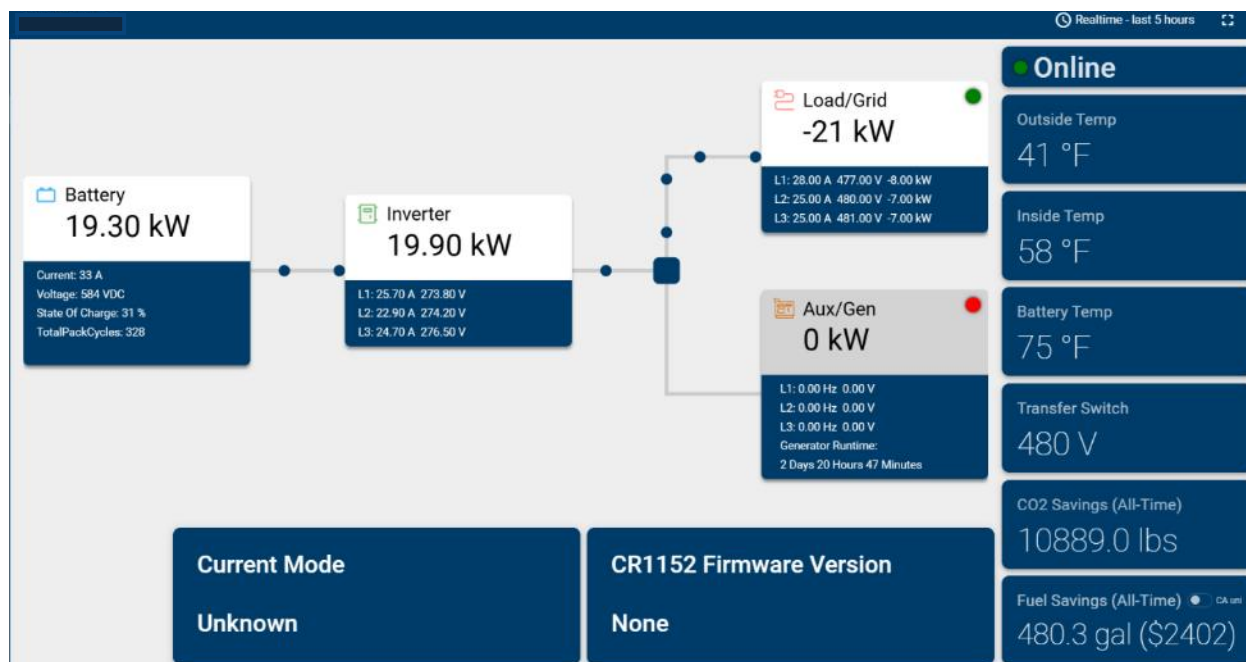 Realtime - last 5 hours
Online
Load/Grid
-21 kW
L1: 28.00 A 477.00 V -8.00 kW
L2: 25.00 A 480.00 V -7.00 kW
L3: 25.00 A 481.00 V -7.00 kW
Battery
19.30 kW
Current: 33 A
Voltage: 584 VDC
State Of Charge: 31 %
TotalPackCycles: 328
Inverter
19.90 kW
L1: 25.70 A 273.80 V
L2: 22.90 A 274.20 V
L3: 24.70 A 276.50 V
Aux/Gen
0 kW
L1: 0.00 Hz 0.00 V
L2: 0.00 Hz 0.00 V
L3: 0.00 Hz 0.00 V
Generator Runtime:
2 Days 20 Hours 47 Minutes
Outside Temp
41 °F
Inside Temp
58 °F
Battery Temp
75 °F
Transfer Switch
480 V
CO2 Savings (All-Time)
10889.0 lbs
Fuel Savings (All-Time) CA uni
480.3 gal ($2402)
Current Mode
Unknown
CR1152 Firmware Version
None